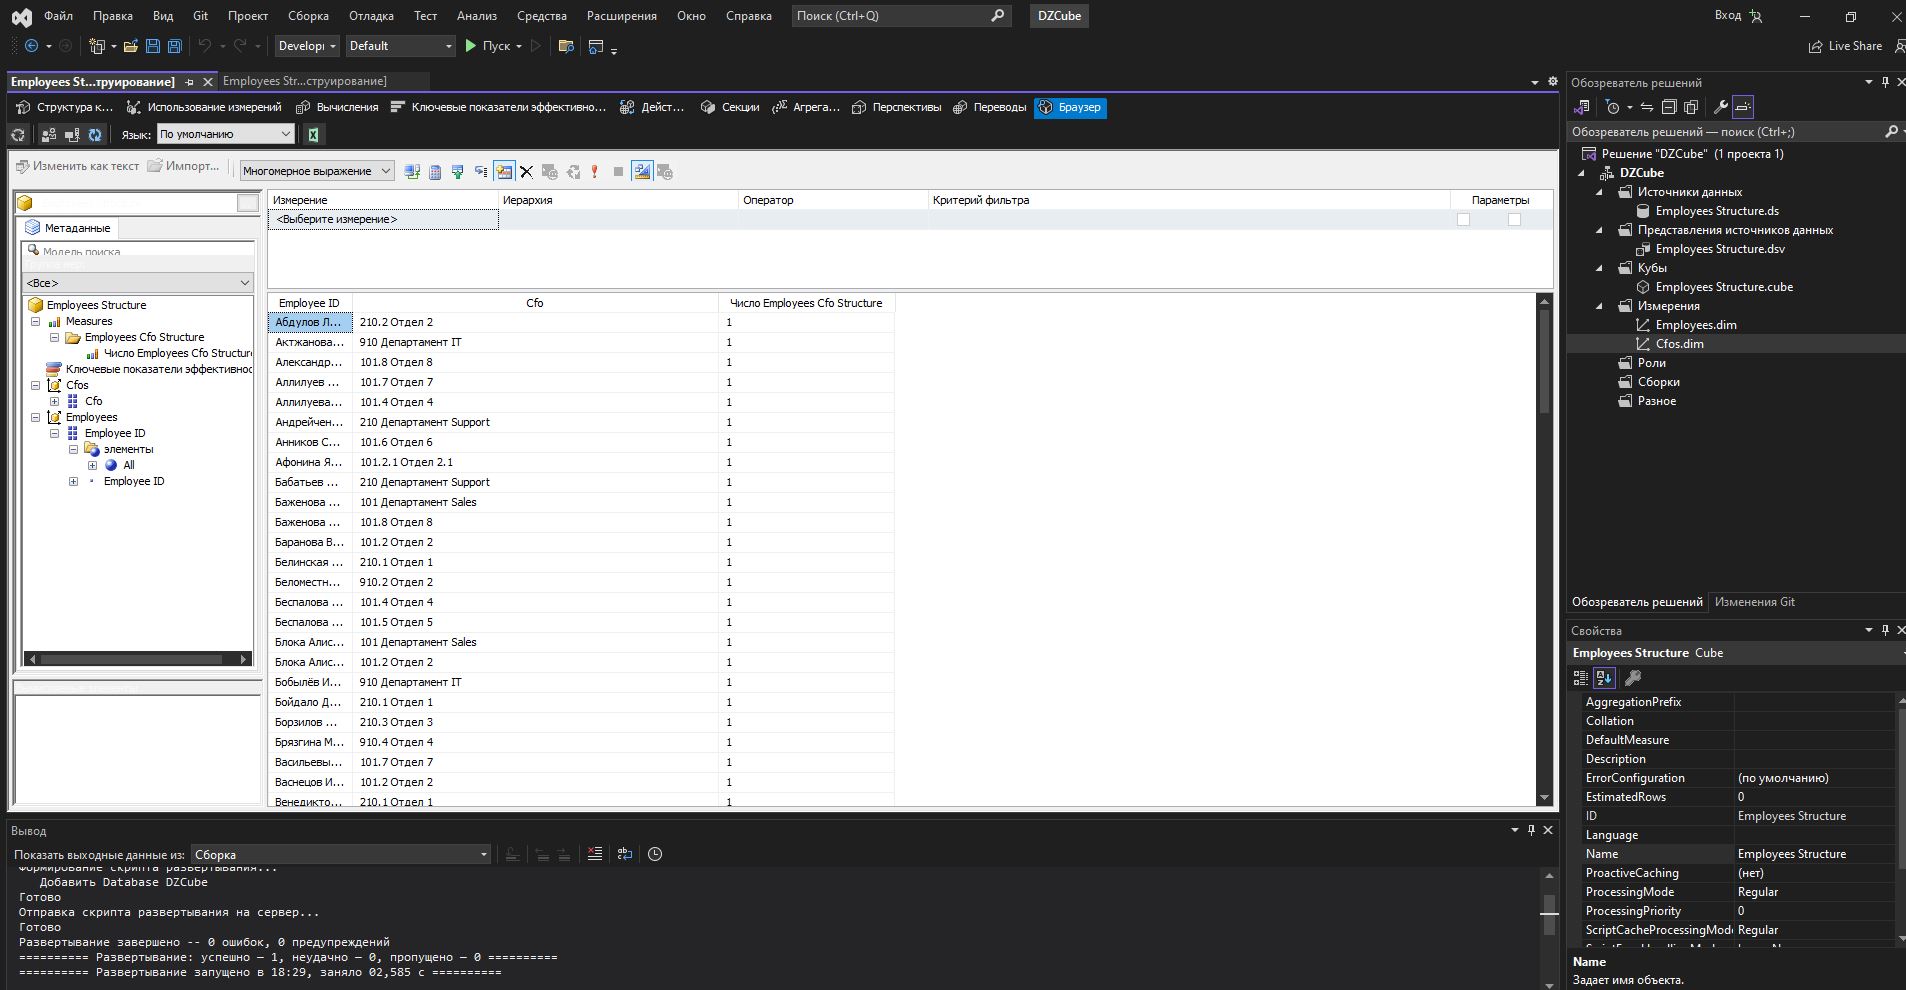 Файл Правка Вид Git Проект Сборка Отладка Тест Анализ Средства Расширения Окно Справка Поиск (Ctrl+Q) DZCube Вход
Developı Default Пуск Live Share
Employees St...труирование] Employees Str...струирование]
Структура к... Использование измерений Вычисления Ключевые показатели эффективно... Дейст... Секции Агрега... Перспективы Переводы Браузер
Язык: По умолчанию
Изменить как текст Импорт... Многомерное выражение
Метаданные
Модель поиска
<Все>
Employees Structure
Measures
Employees Cfo Structure
Число Employees Cfo Structure
Ключевые показатели эффективнос
Cfos
Cfo
Employees
Employee ID
элементы
All
Employee ID
Измерение Иерархия Оператор Критерий фильтра Параметры
<Выберите измерение>
Employee ID Cfo Число Employees Cfo Structure
Абдулов Л... 210.2 Отдел 2 1
Актжанова... 910 Департамент IT 1
Александр... 101.8 Отдел 8 1
Аллилуев ... 101.7 Отдел 7 1
Аллилуева... 101.4 Отдел 4 1
Андрейчен... 210 Департамент Support 1
Анников С... 101.6 Отдел 6 1
Афонина Я... 101.2.1 Отдел 2.1 1
Бабатьев ... 210 Департамент Support 1
Баженова ... 101 Департамент Sales 1
Баженова ... 101.8 Отдел 8 1
Баранова В... 101.2 Отдел 2 1
Белинская ... 210.1 Отдел 1 1
Беломестн... 910.2 Отдел 2 1
Беспалова ... 101.4 Отдел 4 1
Беспалова ... 101.5 Отдел 5 1
Блока Алис... 101 Департамент Sales 1
Блока Алис... 101.2 Отдел 2 1
Бобылёв И... 910 Департамент IT 1
Бойдало Д... 210.1 Отдел 1 1
Борзилов ... 210.3 Отдел 3 1
Брязгина М... 910.4 Отдел 4 1
Васильевы... 101.7 Отдел 7 1
Васнецов И... 101.2 Отдел 2 1
Венедикто... 210.1 Отдел 1 1
Вывод
Показать выходные данные из: Сборка
Формирование скрипта развертывания...
Добавить Database DZCube
Готово
Отправка скрипта развертывания на сервер...
Готово
Развертывание завершено -- 0 ошибок, 0 предупреждений
========== Развертывание: успешно — 1, неудачно — 0, пропущено — 0 ==========
========== Развертывание запущено в 18:29, заняло 02,585 с ==========
Обозреватель решений
Обозреватель решений — поиск (Ctrl+;)
Решение "DZCube" (1 проекта 1)
DZCube
Источники данных
Employees Structure.ds
Представления источников данных
Employees Structure.dsv
Кубы
Employees Structure.cube
Измерения
Employees.dim
Cfos.dim
Роли
Сборки
Разное
Обозреватель решений Изменения Git
Свойства
Employees Structure Cube
AggregationPrefix
Collation
DefaultMeasure
Description
ErrorConfiguration (по умолчанию)
EstimatedRows 0
ID Employees Structure
Language
Name Employees Structure
ProactiveCaching (нет)
ProcessingMode Regular
ProcessingPriority 0
ScriptCacheProcessingMode Regular
Name
Задает имя объекта.